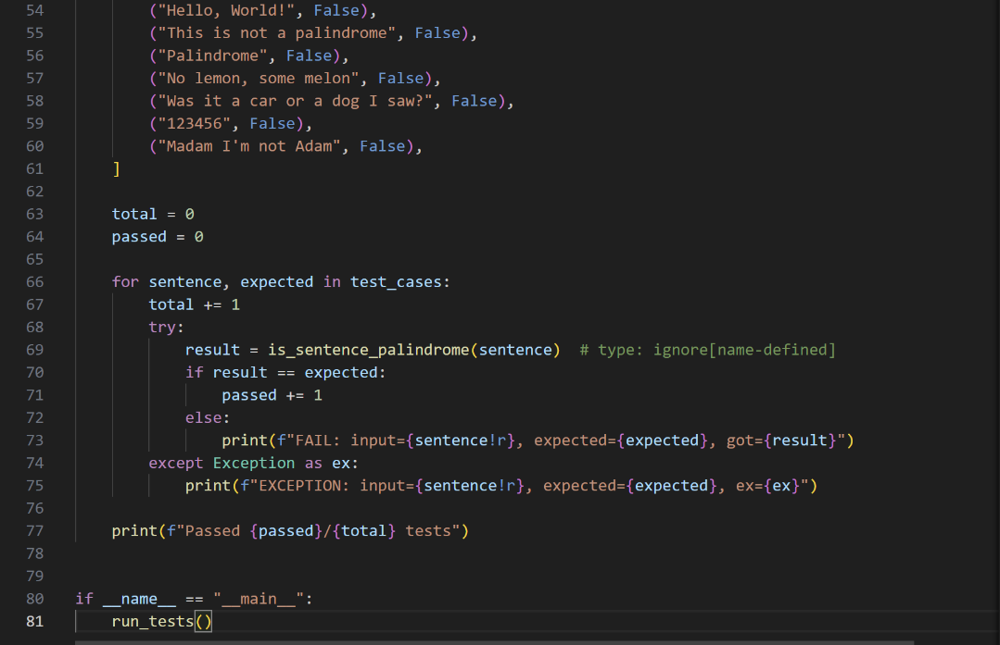 54 ("Hello, World!", False),
55 ("This is not a palindrome", False),
56 ("Palindrome", False),
57 ("No lemon, some melon", False),
58 ("Was it a car or a dog I saw?", False),
59 ("123456", False),
60 ("Madam I'm not Adam", False),
61 ]
62
63 total = 0
64 passed = 0
65
66 for sentence, expected in test_cases:
67 total += 1
68 try:
69 result = is_sentence_palindrome(sentence)  # type: ignore[name-defined]
70 if result == expected:
71 passed += 1
72 else:
73 print(f"FAIL: input={sentence!r}, expected={expected}, got={result}")
74 except Exception as ex:
75 print(f"EXCEPTION: input={sentence!r}, expected={expected}, ex={ex}")
76
77 print(f"Passed {passed}/{total} tests")
78
79
80 if __name__ == "__main__":
81 run_tests()